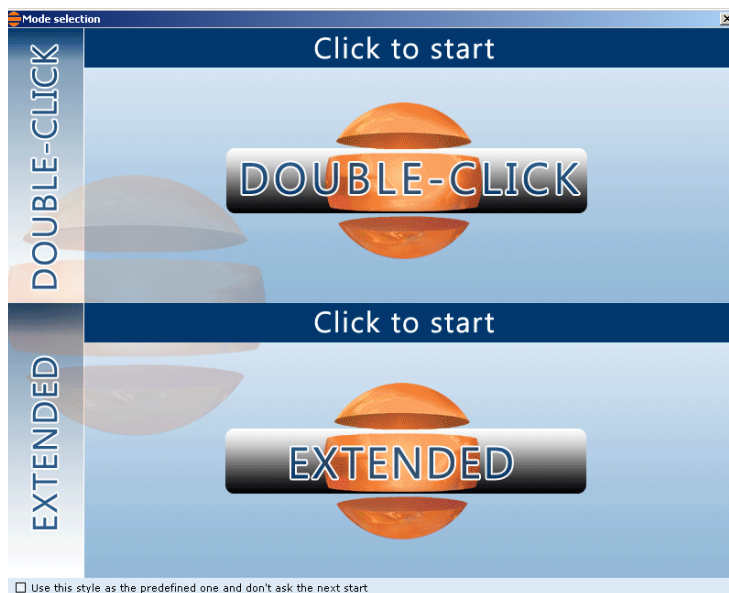 Mode selection
DOUBLE-CLICK
Click to start
DOUBLE-CLICK
EXTENDED
Click to start
EXTENDED
Use this style as the predefined one and don't ask the next start